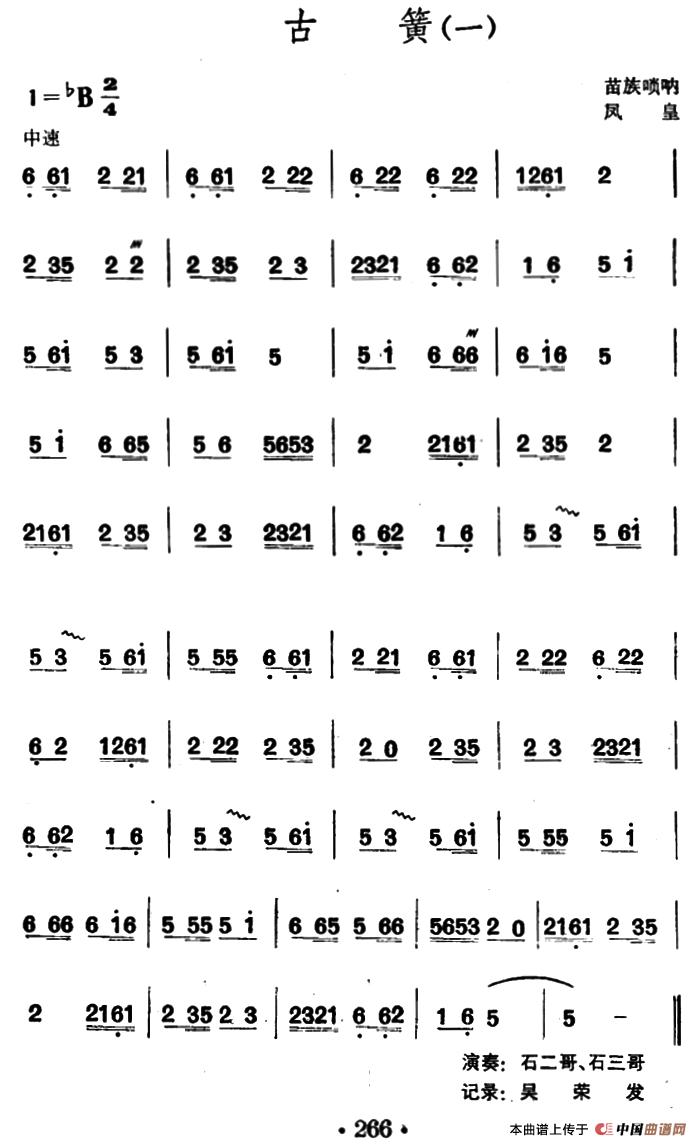 古 簧(一)
1=♭B 2/4
苗族唢呐
凤 皇
中速
6 61 2 21 | 6 61 2 22 | 6 22 6 22 | 1261 2 |
2 35 2 2 | 2 35 2 3 | 2321 6 62 | 1 6 5 i |
5 6i 5 3 | 5 6i 5 | 5 i 6 66 | 6 i6 5 |
5 i 6 65 | 5 6 5653 | 2 2161 | 2 35 2 |
2161 2 35 | 2 3 2321 | 6 62 1 6 | 5 3 5 6i |
5 3 5 6i | 5 55 6 61 | 2 21 6 61 | 2 22 6 22 |
6 2 1261 | 2 22 2 35 | 2 0 2 35 | 2 3 2321 |
6 62 1 6 | 5 3 5 6i | 5 3 5 6i | 5 55 5 i |
6 66 6 i6 | 5 55 5 i | 6 65 5 66 | 5653 2 0 | 2161 2 35 |
2 2161 | 2 35 2 3 | 2321 6 62 | 1 6 5 | 5 – ‖
演奏：石二哥、石三哥
记录：吴 荣 发
· 266 ·
本曲谱上传于 中国曲谱网